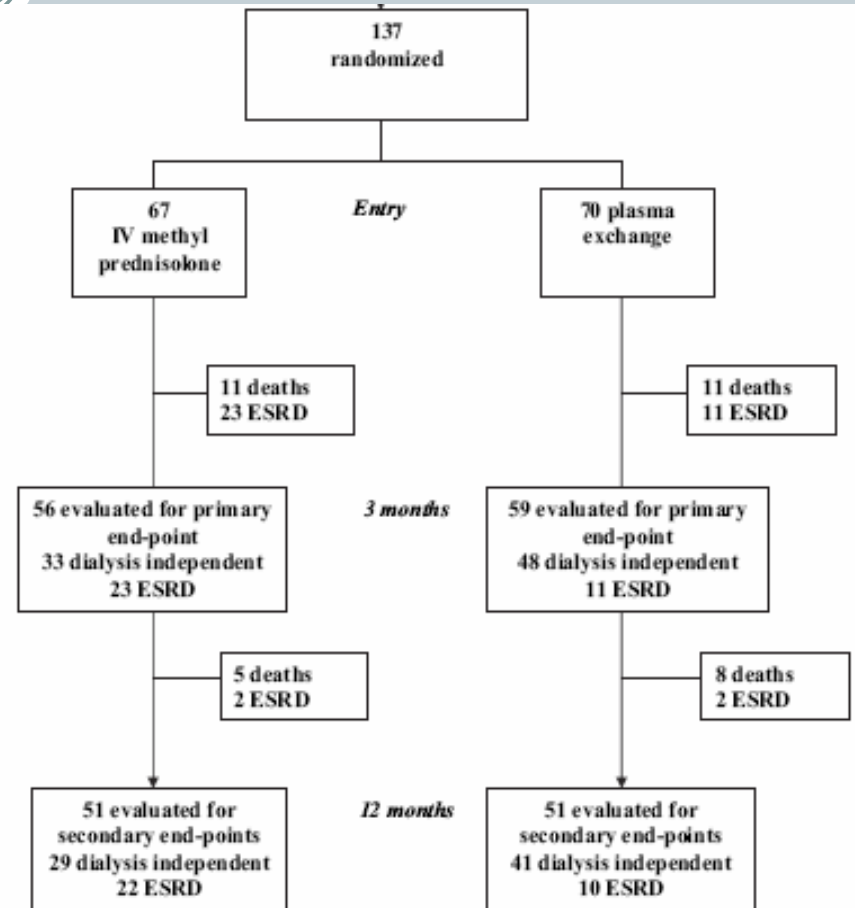 137
randomized
67
IV methyl
prednisolone
Entry
70 plasma
exchange
11 deaths
23 ESRD
11 deaths
11 ESRD
56 evaluated for primary
end-point
33 dialysis independent
23 ESRD
3 months
59 evaluated for primary
end-point
48 dialysis independent
11 ESRD
5 deaths
2 ESRD
8 deaths
2 ESRD
51 evaluated for
secondary end-points
29 dialysis independent
22 ESRD
12 months
51 evaluated for
secondary end-points
41 dialysis independent
10 ESRD